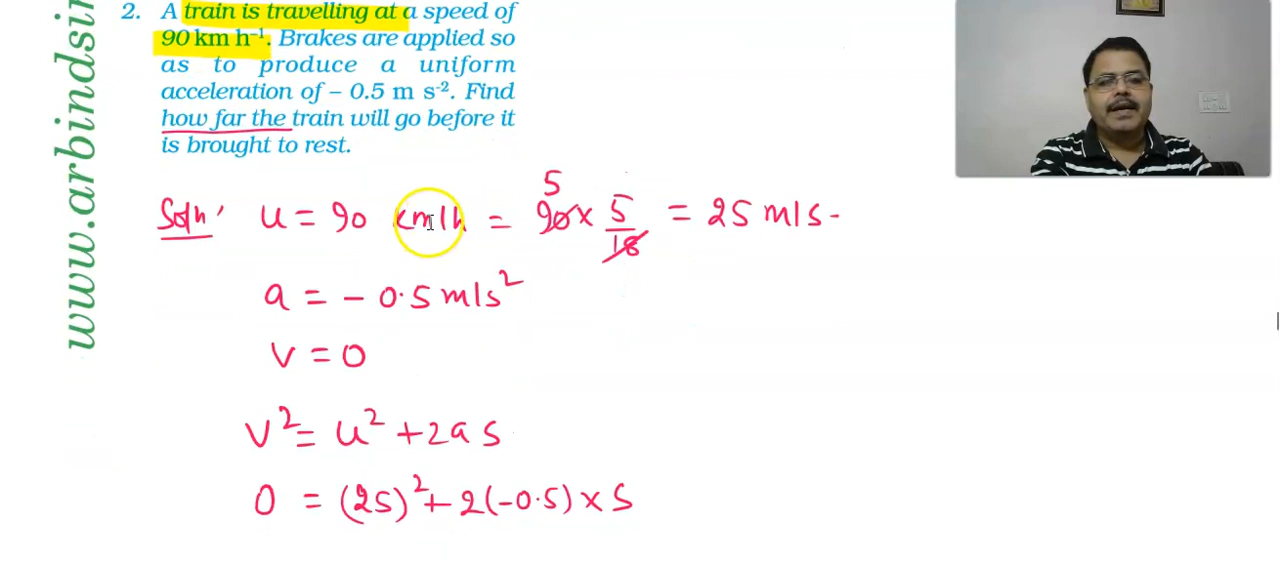 2. A train is travelling at a speed of
90 km h⁻¹. Brakes are applied so
as to produce a uniform
acceleration of – 0.5 m s⁻². Find
how far the train will go before it
is brought to rest.
www.arbindsin
Soln' u = 90 km/h = 90 × 5/18 = 25 m/s -
5
a = - 0.5 m/s²
v = 0
v² = u² + 2as
0 = (25)² + 2(-0.5) × s